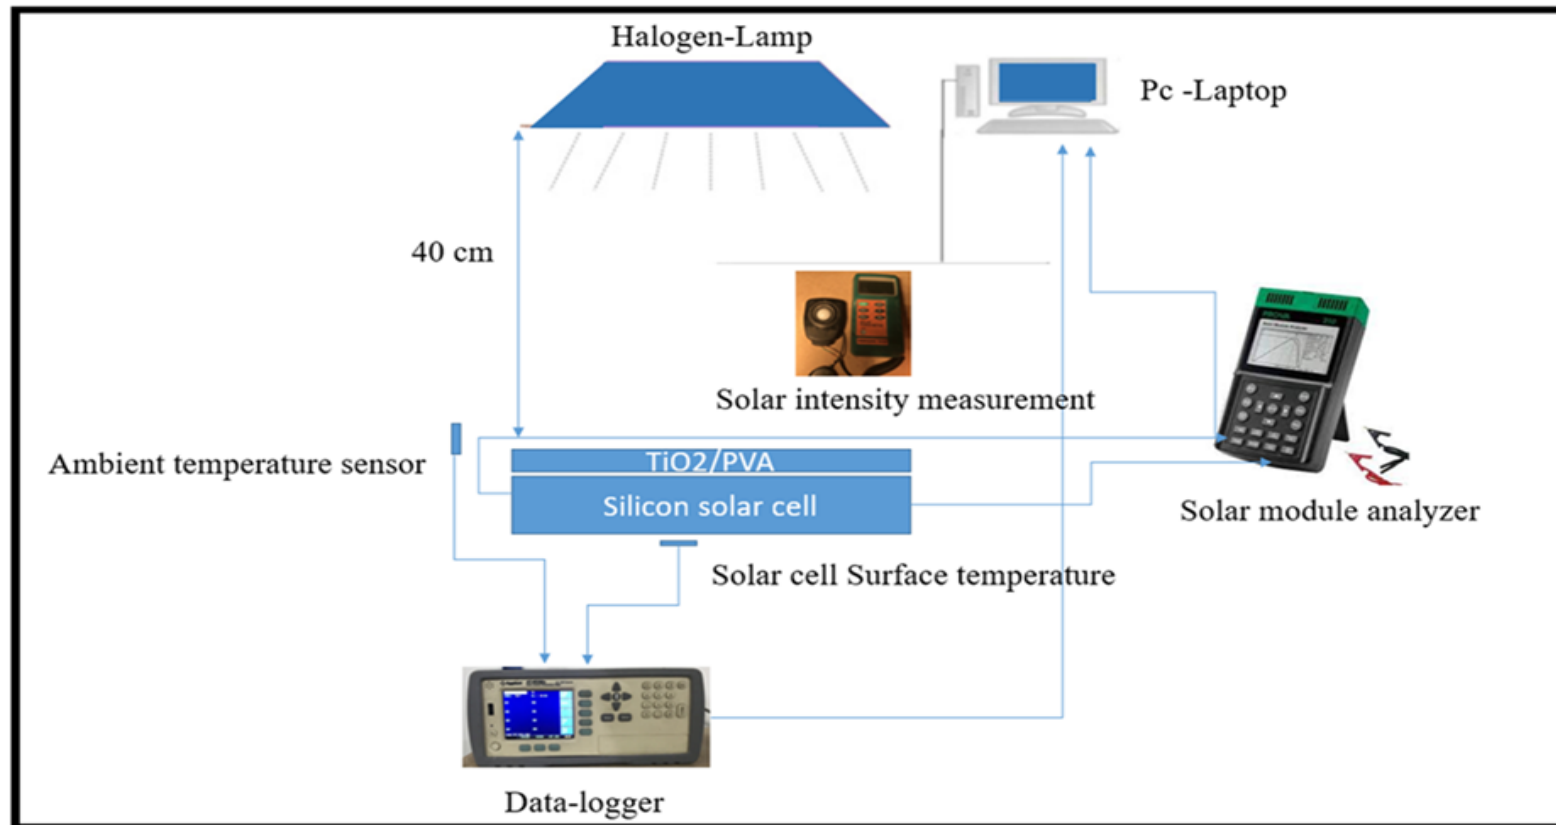 Halogen-Lamp
Pc -Laptop
40 cm
Solar intensity measurement
Ambient temperature sensor
TiO2/PVA
Silicon solar cell
Solar module analyzer
Solar cell Surface temperature
Data-logger